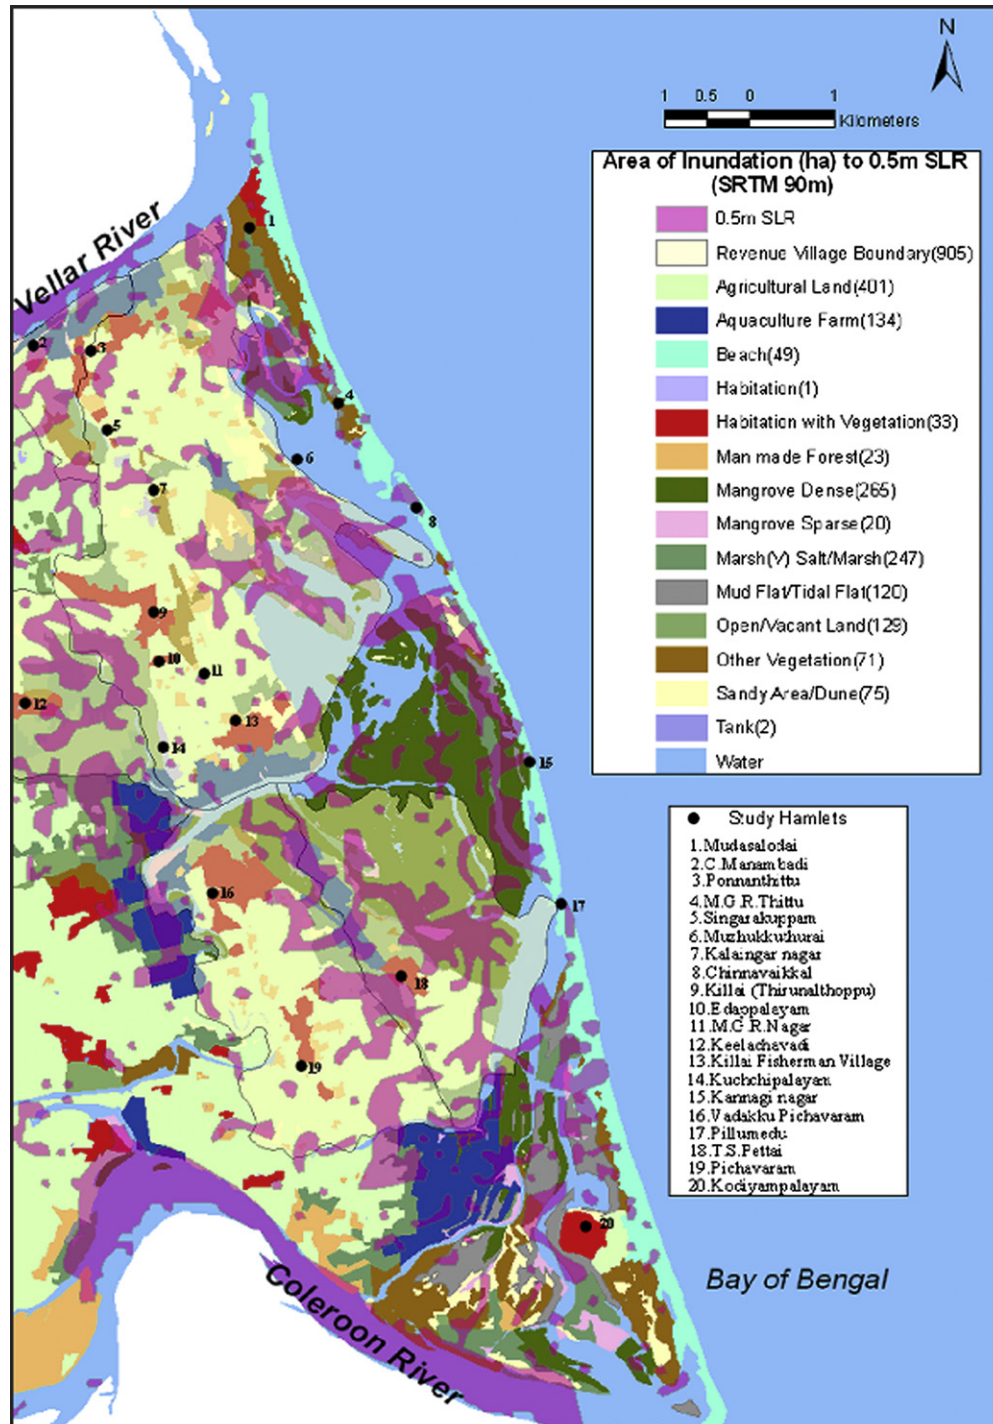 N
1 0.5 0 1
Kilometers
Area of Inundation (ha) to 0.5m SLR
(SRTM 90m)
0.5m SLR
Revenue Village Boundary(905)
Agricultural Land(401)
Aquaculture Farm(134)
Beach(49)
Habitation(1)
Habitation with Vegetation(33)
Man made Forest(23)
Mangrove Dense(265)
Mangrove Sparse(20)
Marsh(V) Salt/Marsh(247)
Mud Flat/Tidal Flat(120)
Open/Vacant Land(129)
Other Vegetation(71)
Sandy Area/Dune(75)
Tank(2)
Water
Study Hamlets
1.Mudasalodai
2.C.Manambadi
3.Ponnanthittu
4.M.G.R.Thittu
5.Singarakuppam
6.Muzhukkuthurai
7.Kalaingar nagar
8.Chinnavaikkal
9.Killai (Thirunalthoppu)
10.Edappalayam
11.M.G.R.Nagar
12.Keelachavadi
13.Killai Fisherman Village
14.Kuchchipalayam
15.Kannagi nagar
16.Vadakku Pichavaram
17.Pillumedu
18.T.S.Pettai
19.Pichavaram
20.Kodiyampalayam
Vellar River
1
2
3
4
5
6
7
8
9
10
11
12
13
14
15
16
17
18
19
20
Bay of Bengal
Coleroon River